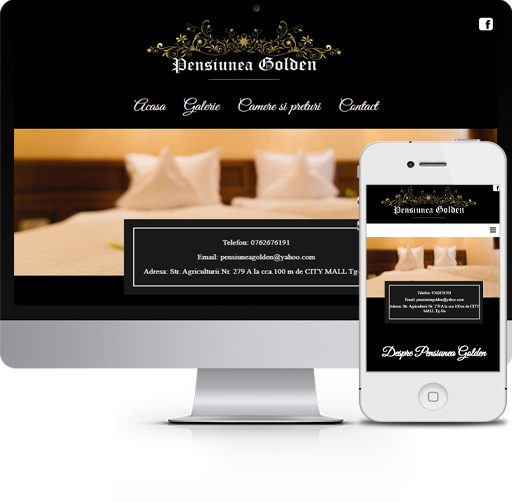 Pensiunea Golden
Acasa Galerie Camere si preturi Contact
Telefon: 0762676191
Email: pensiuneagolden@yahoo.com
Adresa: Str. Agriculturii Nr. 279 A la cca.100 m de CITY MALL Tg-
Pensiunea Golden
Telefon: 0762676191
Email: pensiuneagolden@yahoo.com
Adresa: Str. Agriculturii Nr. 279 A la cca.100 m de CITY
MALL Tg-Jiu
Despre Pensiunea Golden